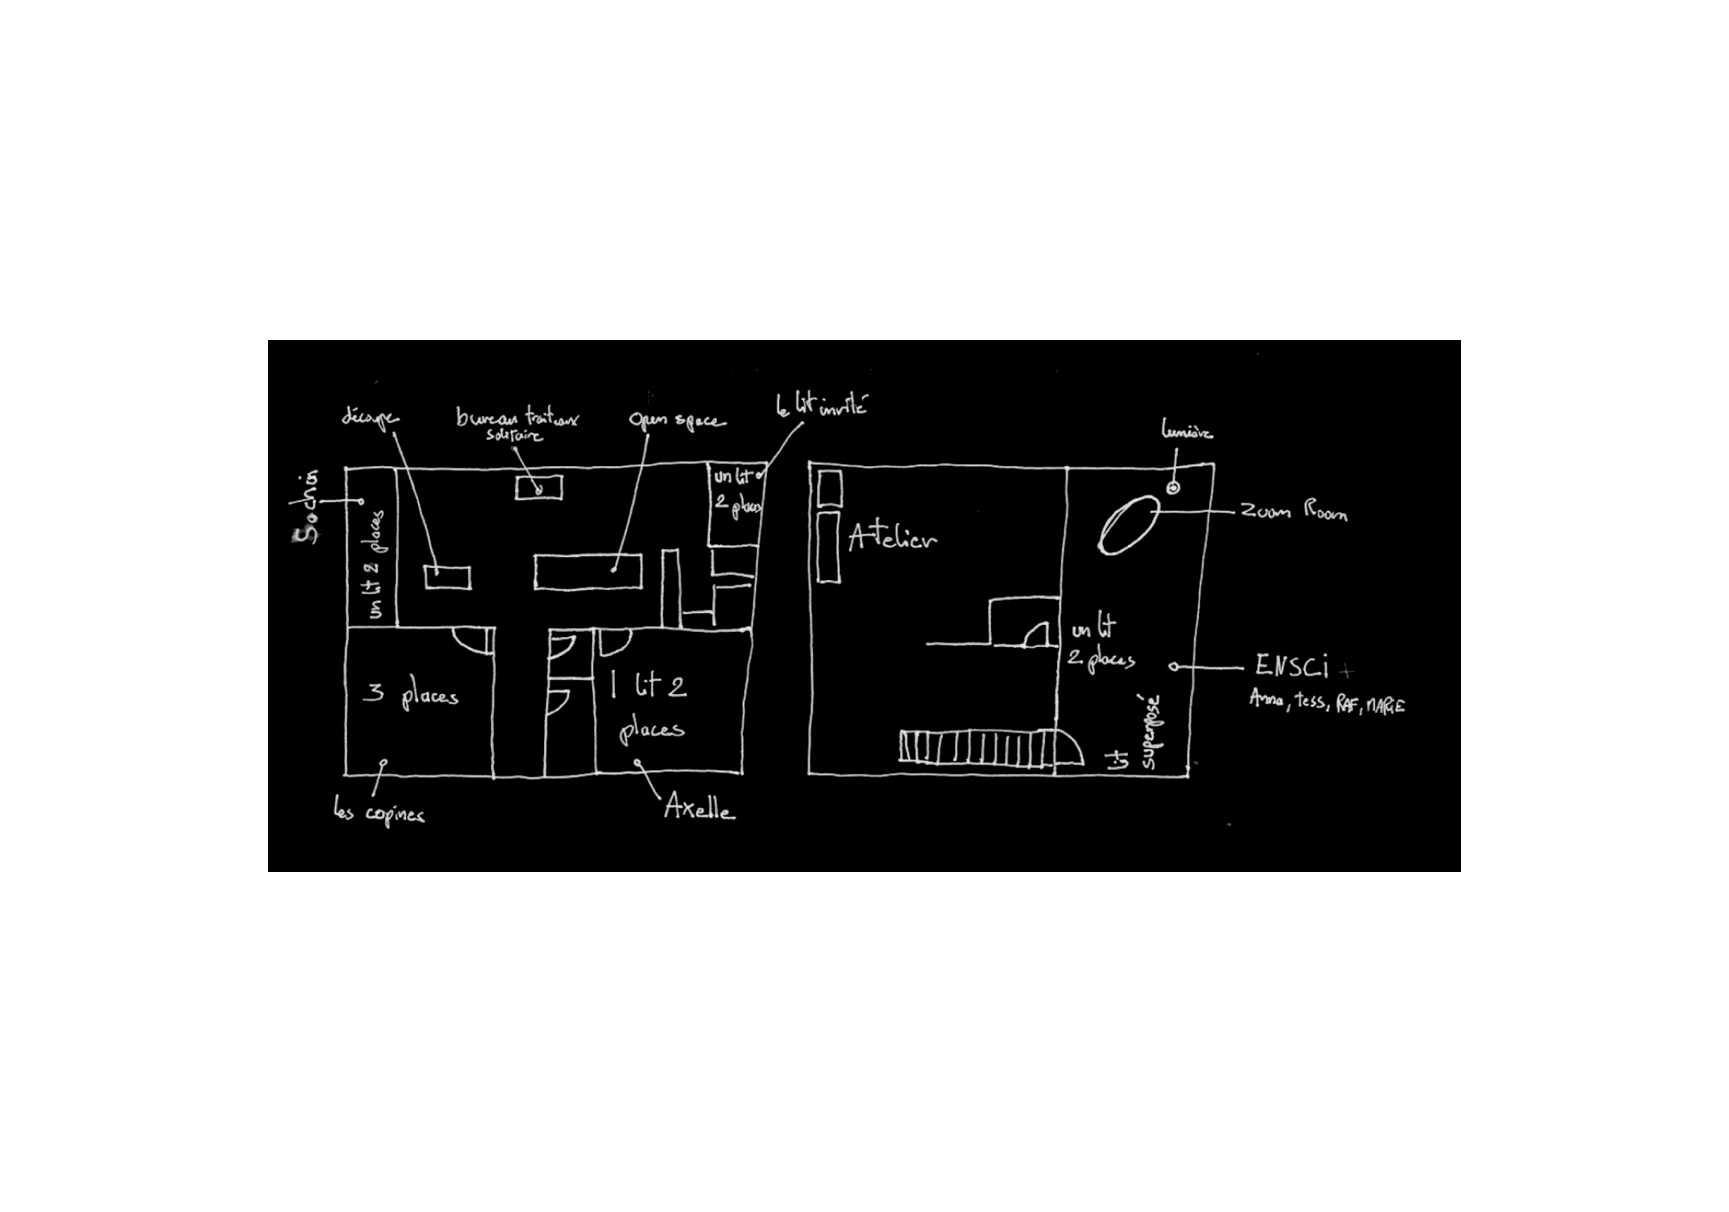 découpe
bureau
solitaire
open space
le lit invité
Sachin
un lit 2 places
un lit
2 places
3 places
1 lit 2
places
les copines
Axelle
Atelier
lumière
Zoom Room
un lit
2 places
ENSCi +
Anna, tess, RAF, MARiE
lit
superposé